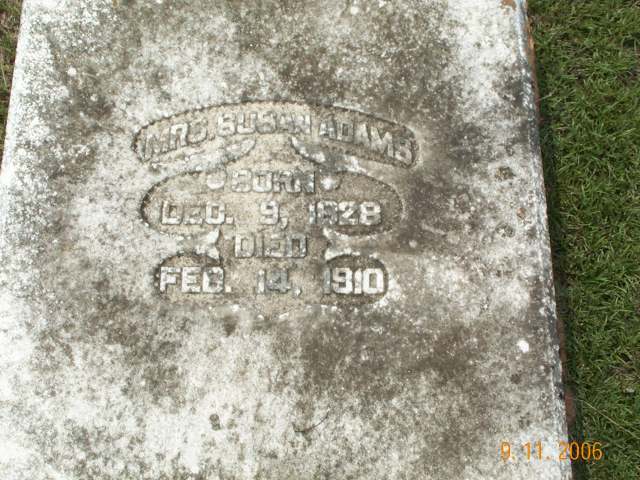 MRS. SUSAN ADAMS
BORN
DEC. 9, 1828
DIED
FEB. 14, 1910
9.11.2006